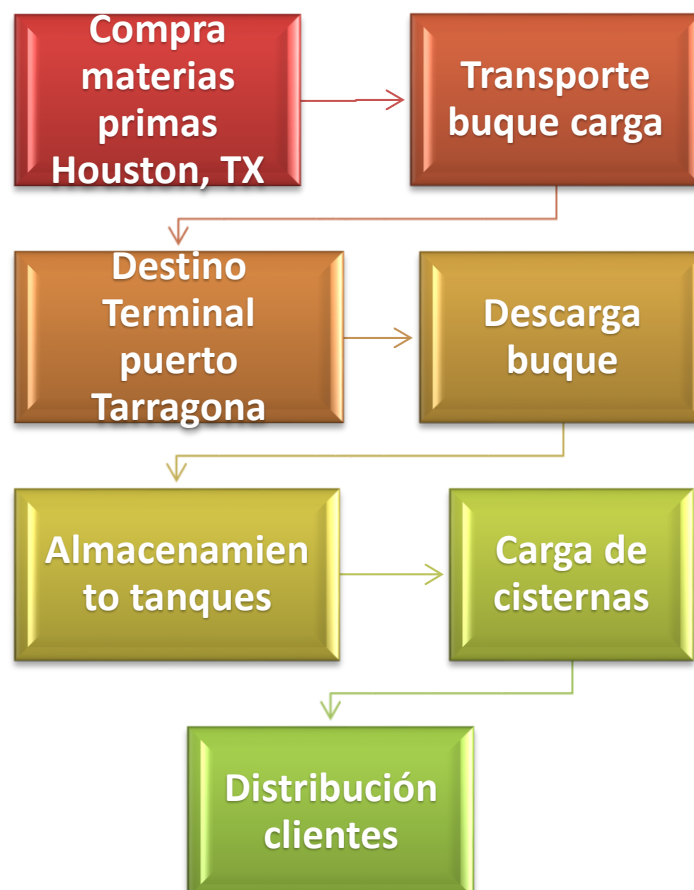 Compra
materias
primas
Houston, TX
Transporte
buque carga
Destino
Terminal
puerto
Tarragona
Descarga
buque
Almacenamien
to tanques
Carga de
cisternas
Distribución
clientes